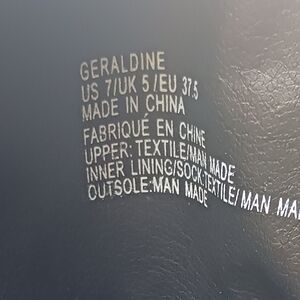 GERALDINE
US 7/UK 5/EU 37.5
MADE IN CHINA
FABRIQUÉ EN CHINE
UPPER: TEXTILE/MAN MADE
INNER LINING/SOCK:TEXTILE/ MAN MA
OUTSOLE:MAN MADE